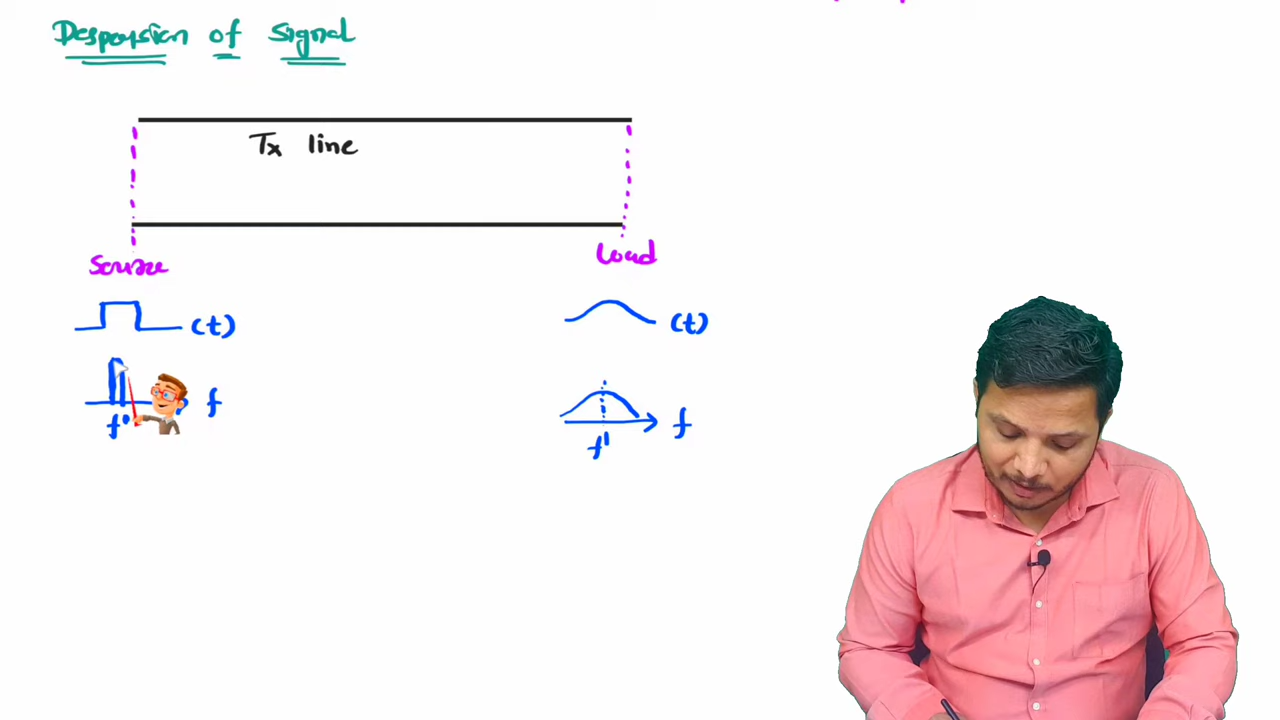 Despersion of Signal
Tx line
Source
Load
(t)
(t)
f
f'
f
f'